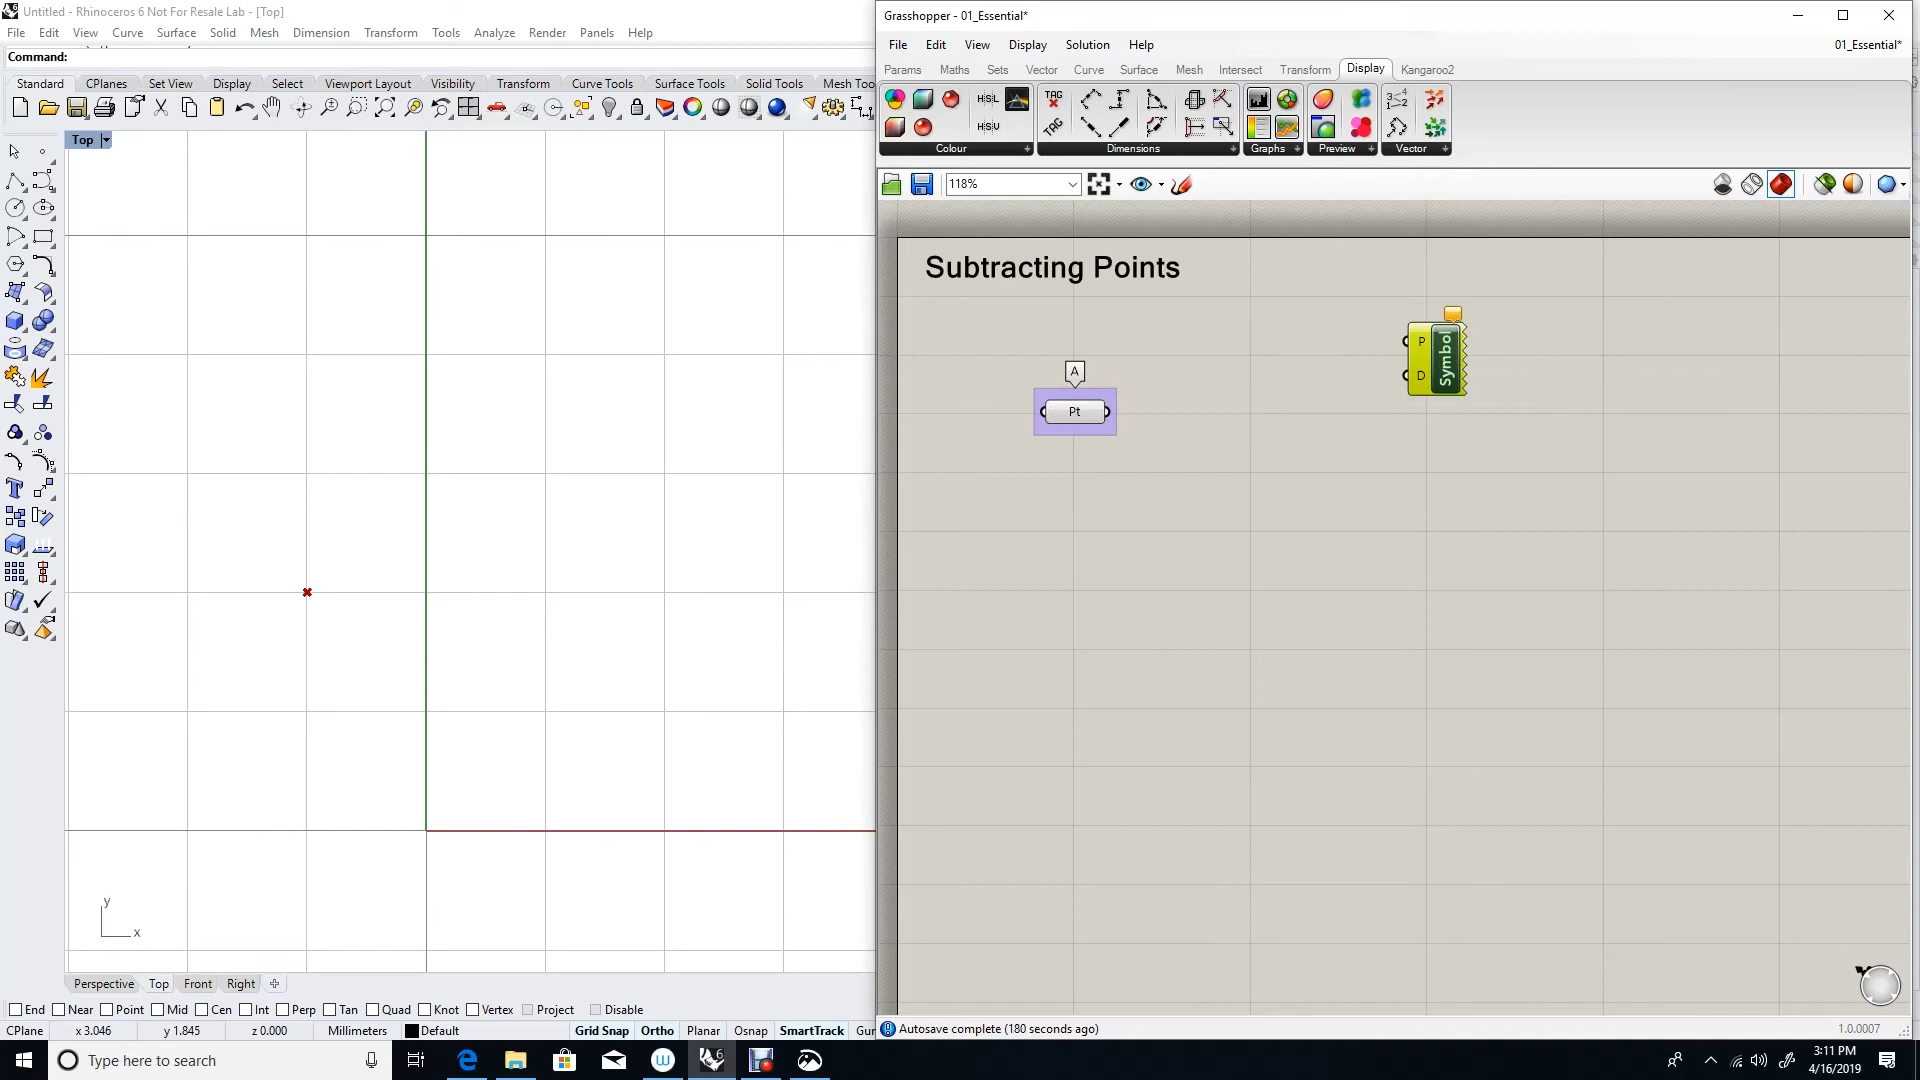 Untitled - Rhinoceros 6 Not For Resale Lab - [Top]
File Edit View Curve Surface Solid Mesh Dimension Transform Tools Analyze Render Panels Help
Command:
Standard CPlanes Set View Display Select Viewport Layout Visibility Transform Curve Tools Surface Tools Solid Tools Mesh Too
Top
y
x
Perspective Top Front Right
End Near Point Mid Cen Int Perp Tan Quad Knot Vertex Project Disable
CPlane x 3.046 y 1.845 z 0.000 Millimeters Default Grid Snap Ortho Planar Osnap SmartTrack Gur
Grasshopper - 01_Essential*
File Edit View Display Solution Help 01_Essential*
Params Maths Sets Vector Curve Surface Mesh Intersect Transform Display Kangaroo2
H:S:L
TAG
H:S:V
TAG
Colour Dimensions Graphs Preview Vector
118%
Subtracting Points
P
D
Symbol
A
Pt
Autosave complete (180 seconds ago) 1.0.0007
Type here to search
3:11 PM
4/16/2019